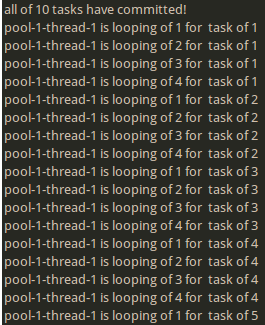 all of 10 tasks have committed!
pool-1-thread-1 is looping of 1 for  task of 1
pool-1-thread-1 is looping of 2 for  task of 1
pool-1-thread-1 is looping of 3 for  task of 1
pool-1-thread-1 is looping of 4 for  task of 1
pool-1-thread-1 is looping of 1 for  task of 2
pool-1-thread-1 is looping of 2 for  task of 2
pool-1-thread-1 is looping of 3 for  task of 2
pool-1-thread-1 is looping of 4 for  task of 2
pool-1-thread-1 is looping of 1 for  task of 3
pool-1-thread-1 is looping of 2 for  task of 3
pool-1-thread-1 is looping of 3 for  task of 3
pool-1-thread-1 is looping of 4 for  task of 3
pool-1-thread-1 is looping of 1 for  task of 4
pool-1-thread-1 is looping of 2 for  task of 4
pool-1-thread-1 is looping of 3 for  task of 4
pool-1-thread-1 is looping of 4 for  task of 4
pool-1-thread-1 is looping of 1 for  task of 5